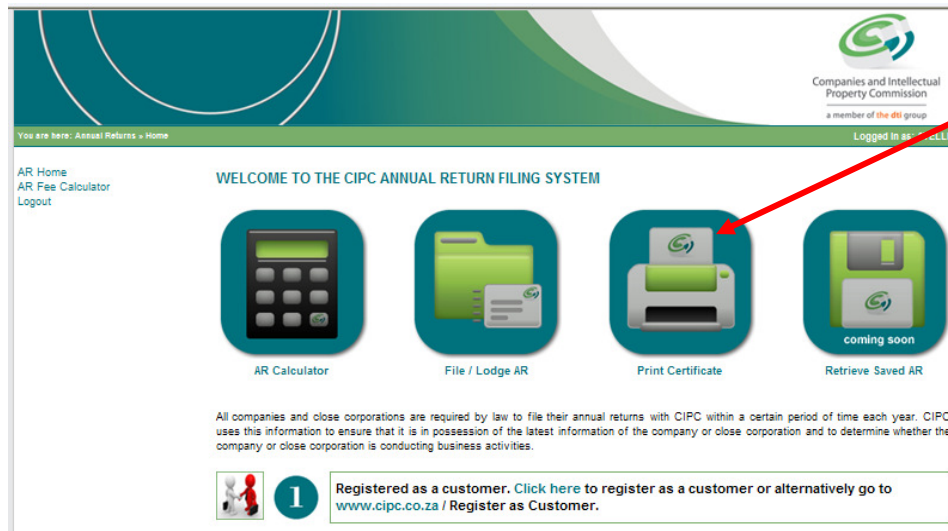 Companies and Intellectual
Property Commission
a member of the dti group
You are here: Annual Returns » Home
Logged in as:
AR Home
AR Fee Calculator
Logout
WELCOME TO THE CIPC ANNUAL RETURN FILING SYSTEM
coming soon
AR Calculator
File / Lodge AR
Print Certificate
Retrieve Saved AR
All companies and close corporations are required by law to file their annual returns with CIPC within a certain period of time each year. CIPC
uses this information to ensure that it is in possession of the latest information of the company or close corporation and to determine whether the
company or close corporation is conducting business activities.
1
Registered as a customer. Click here to register as a customer or alternatively go to
www.cipc.co.za / Register as Customer.